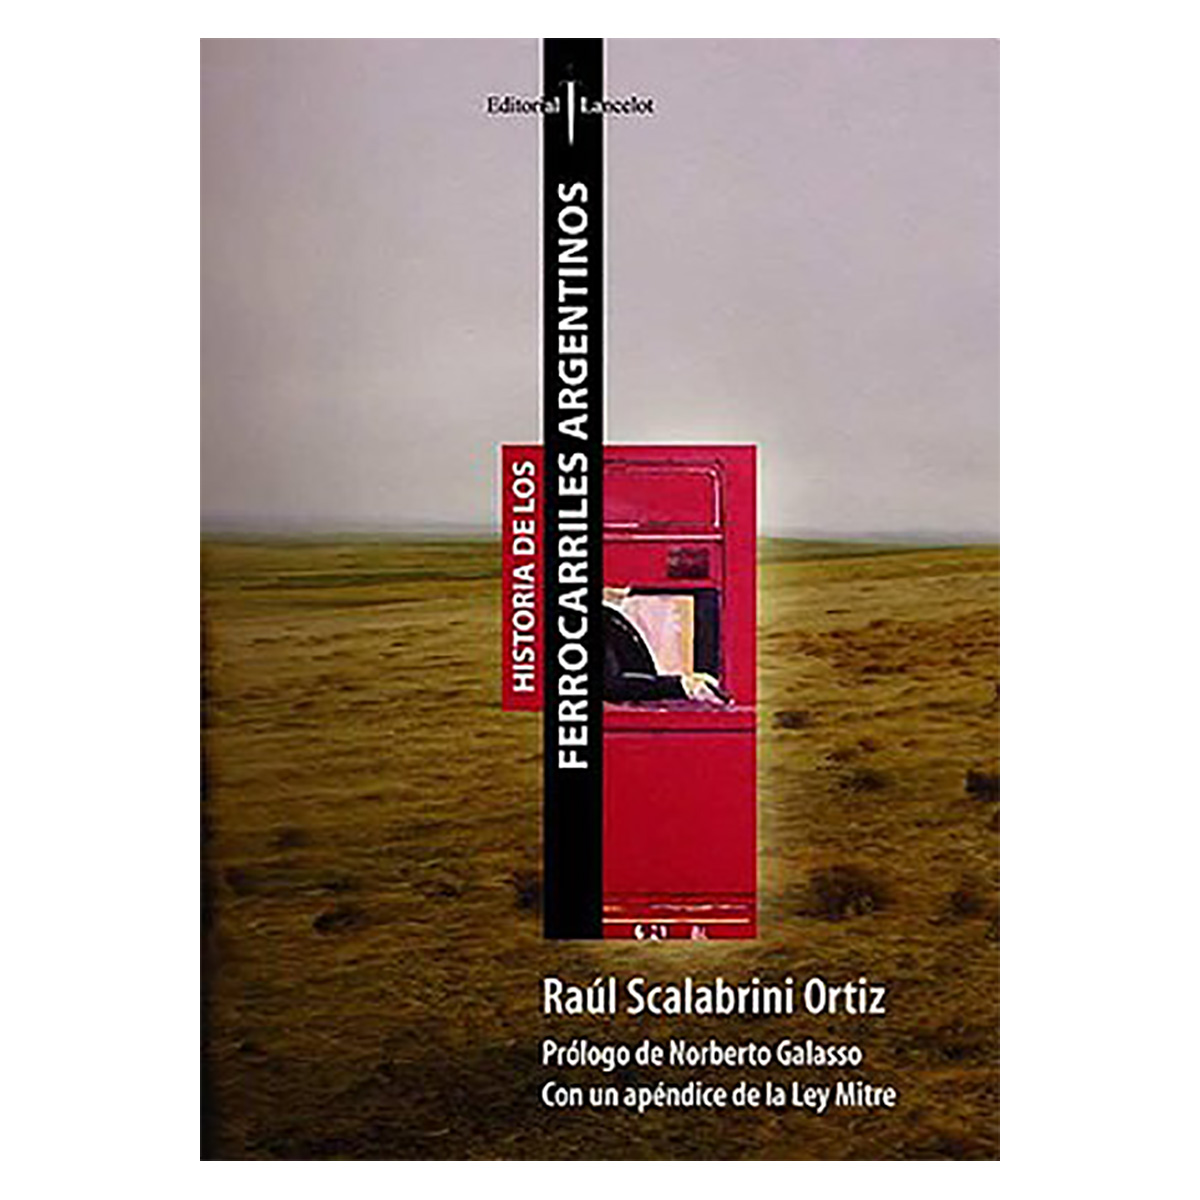 Editorial Lancelot
HISTORIA DE LOS
FERROCARRILES ARGENTINOS
Raúl Scalabrini Ortiz
Prólogo de Norberto Galasso
Con un apéndice de la Ley Mitre